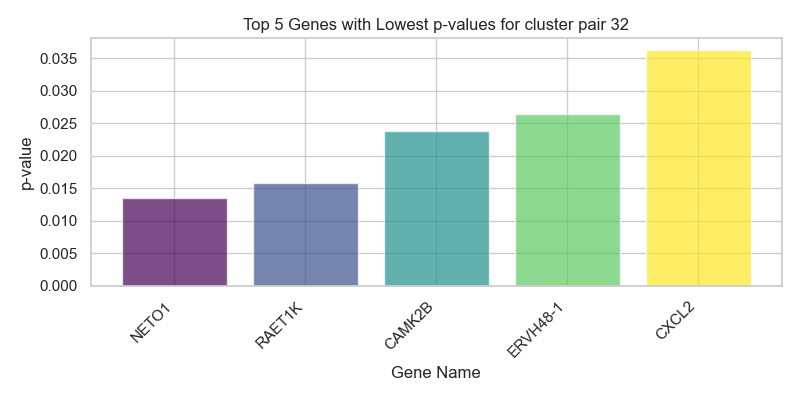 Top 5 Genes with Lowest p-values for cluster pair 32
p-value
0.035
0.030
0.025
0.020
0.015
0.010
0.005
0.000
NETO1
RAET1K
CAMK2B
ERVH48-1
CXCL2
Gene Name